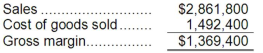 Sales ........................... $2,861,800
Cost of goods sold ........ 1,492,400
Gross margin................ $1,369,400